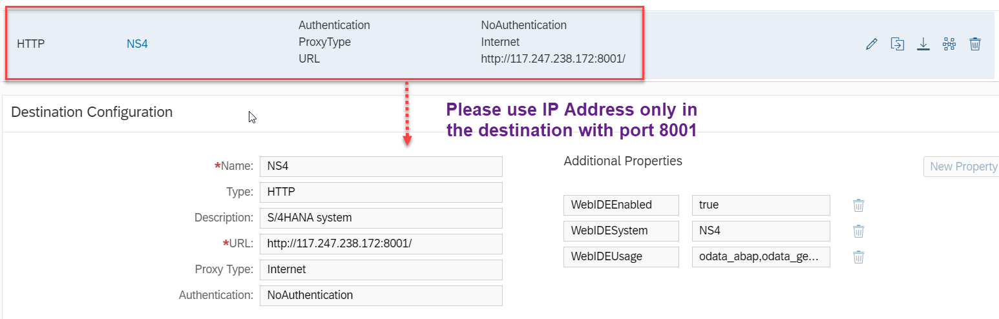 HTTP NS4 Authentication NoAuthentication
ProxyType Internet
URL http://117.247.238.172:8001/
Destination Configuration
Please use IP Address only in
the destination with port 8001
*Name: NS4
Type: HTTP
Description: S/4HANA system
*URL: http://117.247.238.172:8001/
Proxy Type: Internet
Authentication: NoAuthentication
Additional Properties New Property
WebIDEEnabled true
WebIDESystem NS4
WebIDEUsage odata_abap,odata_ge...